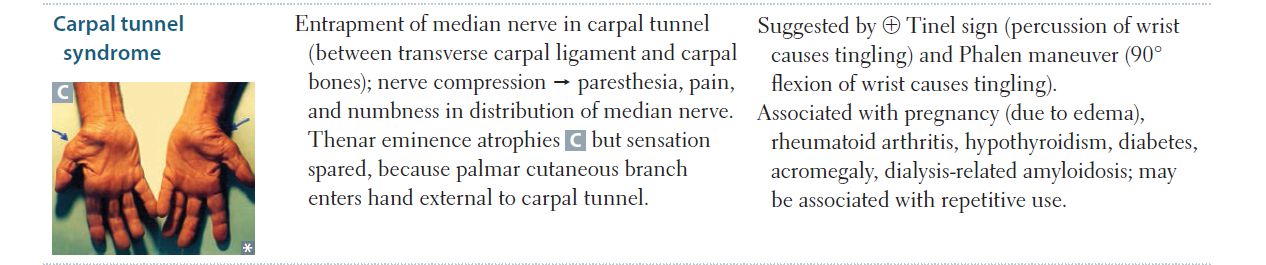 Carpal tunnel
syndrome
C
*
Entrapment of median nerve in carpal tunnel
(between transverse carpal ligament and carpal
bones); nerve compression → paresthesia, pain,
and numbness in distribution of median nerve.
Thenar eminence atrophies C but sensation
spared, because palmar cutaneous branch
enters hand external to carpal tunnel.
Suggested by ⊕ Tinel sign (percussion of wrist
causes tingling) and Phalen maneuver (90°
flexion of wrist causes tingling).
Associated with pregnancy (due to edema),
rheumatoid arthritis, hypothyroidism, diabetes,
acromegaly, dialysis-related amyloidosis; may
be associated with repetitive use.